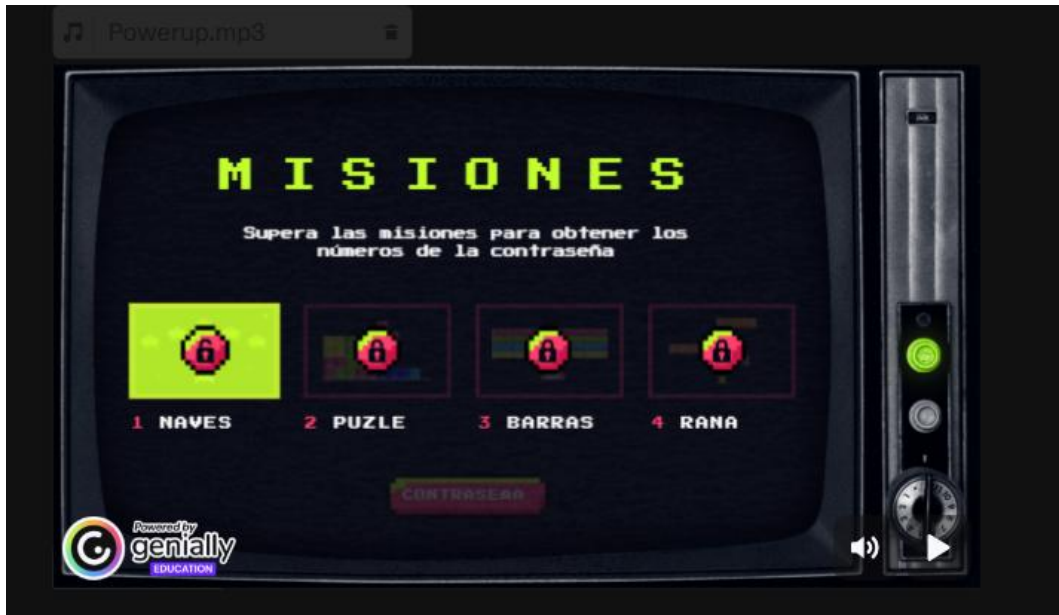 Powerup.mp3
MISIONES
Supera las misiones para obtener los
números de la contraseña
1 NAVES
2 PUZLE
3 BARRAS
4 RANA
CONTRASEÑA
Powered by
genially
EDUCATION